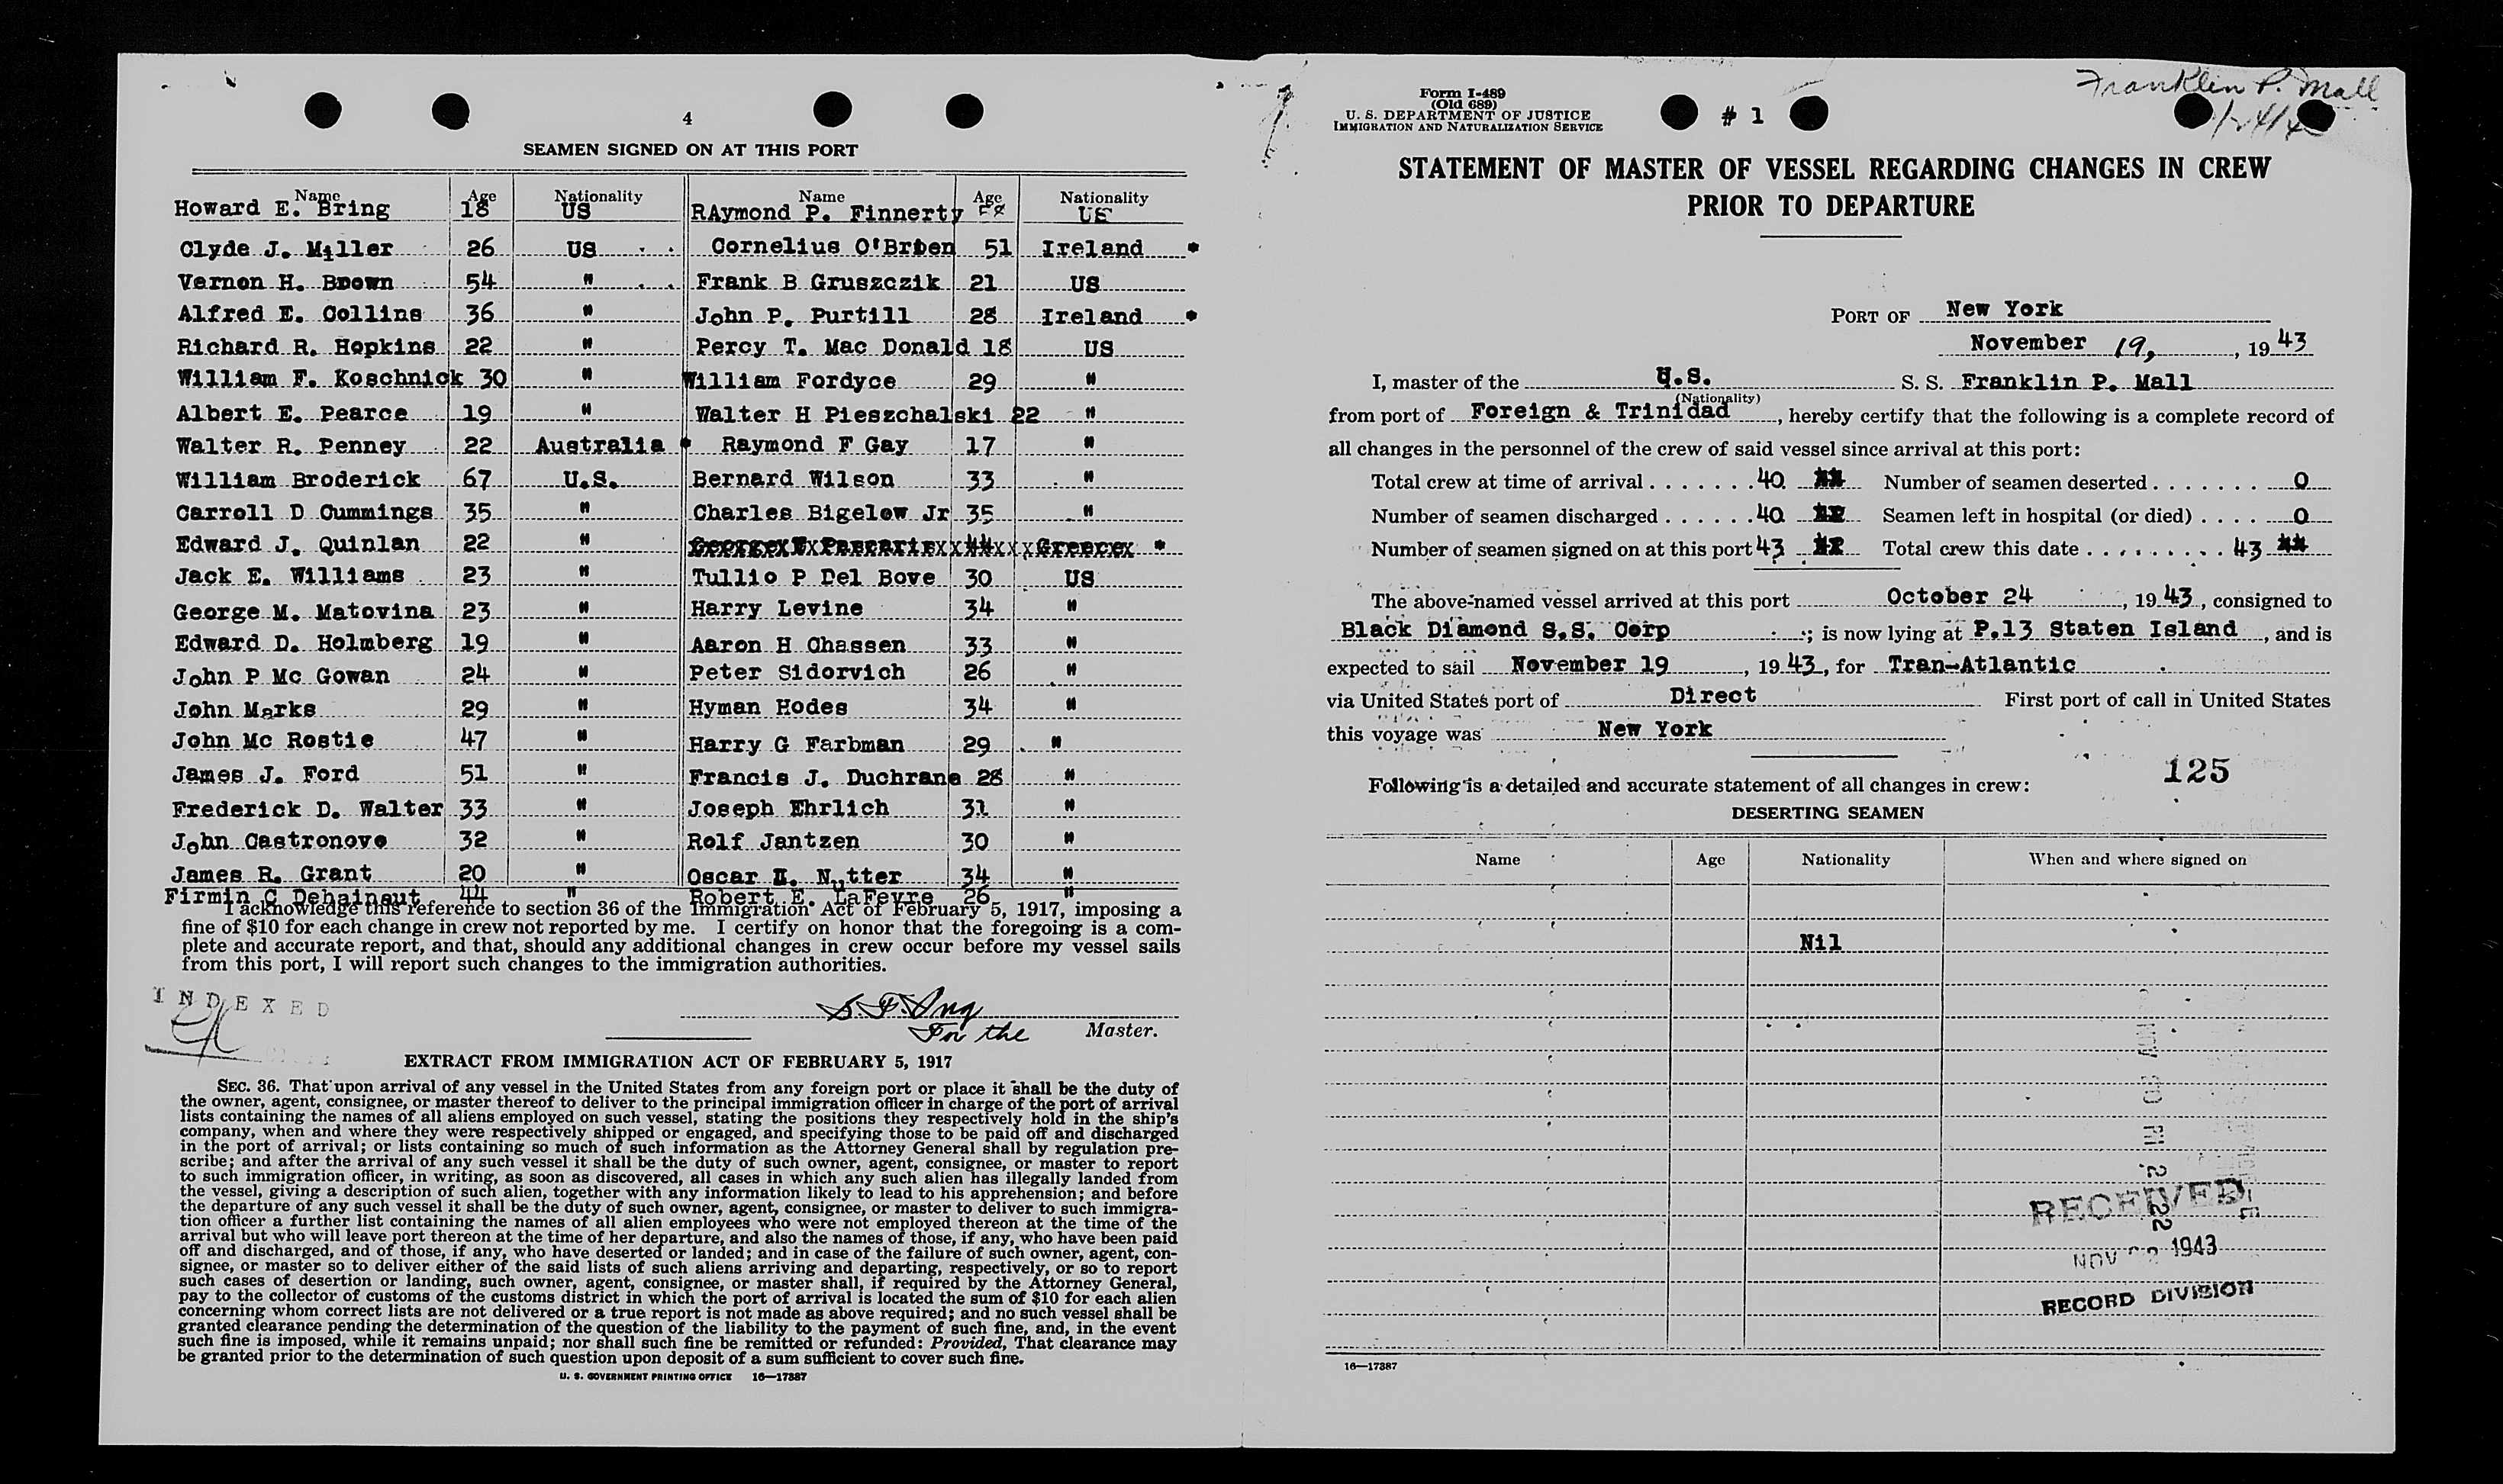 4
SEAMEN SIGNED ON AT THIS PORT
Name Age Nationality Name Age Nationality
Howard E. Bring 18 US RAymond P. Finnerty US
Clyde J. Miller 26 US Cornelius O'Brben 51 Ireland *
Vernon H. Bnown 54 " Frank B Gruszczik 21 US
Alfred E. Collins 36 " John P. Purtill 28 Ireland *
Richard R. Hopkins 22 " Percy T. Mac Donald 18 US
William F. Koschnick 30 " William Fordyce 29 "
Albert E. Pearce 19 " Walter H Pieszchalski 22 "
Walter R. Penney 22 Australia * Raymond F Gay 17 "
William Broderick 67 U.S. Bernard Wilson 33 "
Carroll D Cummings 35 " Charles Bigelow Jr 35 "
Edward J. Quinlan 22 " *
Jack E. Williams 23 " Tullio P Del Bove 30 US
George M. Matovina 23 " Harry Levine 34 "
Edward D. Holmberg 19 " Aaron H Chassen 33 "
John P Mc Gowan 24 " Peter Sidorvich 26 "
John Marks 29 " Hyman Hodes 34 "
John Mc Rostie 47 " Harry G Farbman 29 "
James J. Ford 51 " Francis J. Duchrane 28 "
Frederick D. Walter 33 " Joseph Ehrlich 31 "
John Castronovo 32 " Rolf Jantzen 30 "
James R. Grant 20 " Oscar H. Nutter 34 "
Firmin C Dehainaut 44 " Robert E. LaFevre 26 "
I acknowledge this reference to section 36 of the Immigration Act of February 5, 1917, imposing a
fine of $10 for each change in crew not reported by me. I certify on honor that the foregoing is a com-
plete and accurate report, and that, should any additional changes in crew occur before my vessel sails
from this port, I will report such changes to the immigration authorities.
INDEXED
For the Master.
EXTRACT FROM IMMIGRATION ACT OF FEBRUARY 5, 1917
SEC. 36. That upon arrival of any vessel in the United States from any foreign port or place it shall be the duty of
the owner, agent, consignee, or master thereof to deliver to the principal immigration officer in charge of the port of arrival
lists containing the names of all aliens employed on such vessel, stating the positions they respectively hold in the ship's
company, when and where they were respectively shipped or engaged, and specifying those to be paid off and discharged
in the port of arrival; or lists containing so much of such information as the Attorney General shall by regulation pre-
scribe; and after the arrival of any such vessel it shall be the duty of such owner, agent, consignee, or master to report
to such immigration officer, in writing, as soon as discovered, all cases in which any such alien has illegally landed from
the vessel, giving a description of such alien, together with any information likely to lead to his apprehension; and before
the departure of any such vessel it shall be the duty of such owner, agent, consignee, or master to deliver to such immigra-
tion officer a further list containing the names of all alien employees who were not employed thereon at the time of the
arrival but who will leave port thereon at the time of her departure, and also the names of those, if any, who have been paid
off and discharged, and of those, if any, who have deserted or landed; and in case of the failure of such owner, agent, con-
signee, or master so to deliver either of the said lists of such aliens arriving and departing, respectively, or so to report
such cases of desertion or landing, such owner, agent, consignee, or master shall, if required by the Attorney General,
pay to the collector of customs of the customs district in which the port of arrival is located the sum of $10 for each alien
concerning whom correct lists are not delivered or a true report is not made as above required; and no such vessel shall be
granted clearance pending the determination of the question of the liability to the payment of such fine, and, in the event
such fine is imposed, while it remains unpaid; nor shall such fine be remitted or refunded: Provided, That clearance may
be granted prior to the determination of such question upon deposit of a sum sufficient to cover such fine.
U. S. GOVERNMENT PRINTING OFFICE 16—17387
Franklin P. Mall
Form I-489
(Old 689)
U. S. DEPARTMENT OF JUSTICE
IMMIGRATION AND NATURALIZATION SERVICE
# 1
STATEMENT OF MASTER OF VESSEL REGARDING CHANGES IN CREW
PRIOR TO DEPARTURE
PORT OF New York
November 19, , 1943
I, master of the U.S. S. S. Franklin P. Mall
(Nationality)
from port of Foreign & Trinidad, hereby certify that the following is a complete record of
all changes in the personnel of the crew of said vessel since arrival at this port:
Total crew at time of arrival . . . . . . . 40 Number of seamen deserted . . . . . . . 0
Number of seamen discharged . . . . . . 40 Seamen left in hospital (or died) . . . . 0
Number of seamen signed on at this port 43 Total crew this date . . . . . . . . . 43
The above-named vessel arrived at this port October 24, 1943, consigned to
Black Diamond S.S. Corp; is now lying at P.13 Staten Island, and is
expected to sail November 19, 1943, for Tran-Atlantic
via United States port of Direct First port of call in United States
this voyage was New York
125
Following is a detailed and accurate statement of all changes in crew:
DESERTING SEAMEN
Name Age Nationality When and where signed on
Nil
RECEIVED
NOV 1943
RECORD DIVISION
16—17387